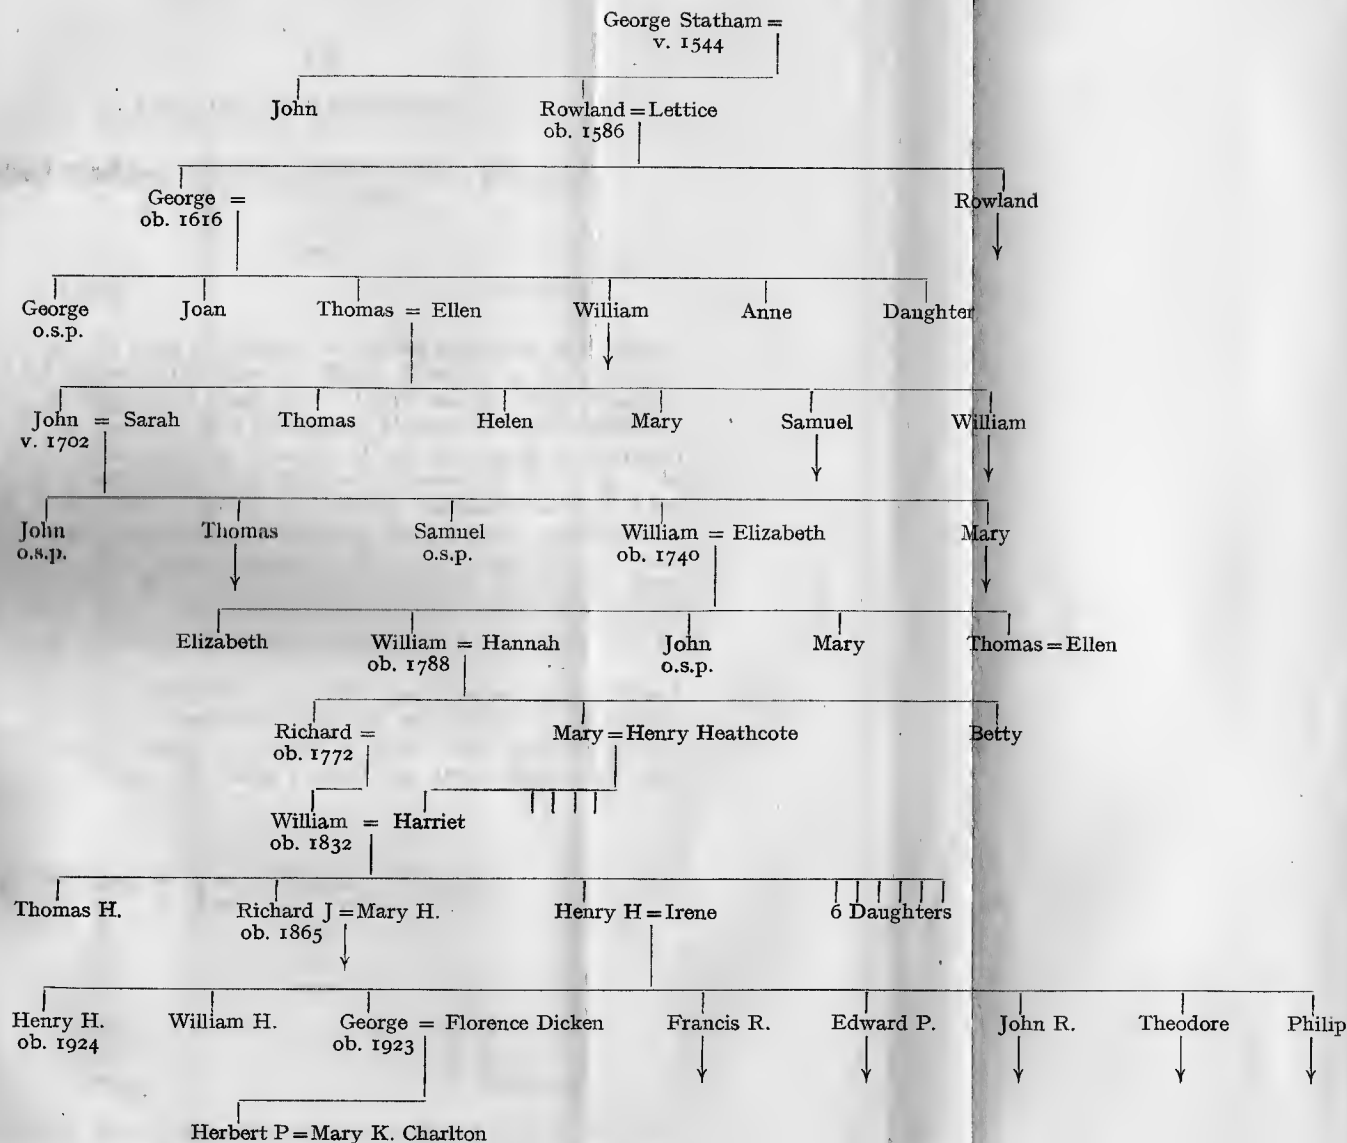 George Statham =
v. 1544
John Rowland = Lettice
ob. 1586
George = Rowland
ob. 1616
George Joan Thomas = Ellen William Anne Daughter
o.s.p.
John = Sarah Thomas Helen Mary Samuel William
v. 1702
John Thomas Samuel William = Elizabeth Mary
o.s.p. o.s.p. ob. 1740
Elizabeth William = Hannah John Mary Thomas = Ellen
ob. 1788 o.s.p.
Richard = Mary = Henry Heathcote Betty
ob. 1772
William = Harriet
ob. 1832
Thomas H. Richard J = Mary H. Henry H = Irene 6 Daughters
ob. 1865
Henry H. William H. George = Florence Dicken Francis R. Edward P. John R. Theodore Philip
ob. 1924 ob. 1923
Herbert P = Mary K. Charlton